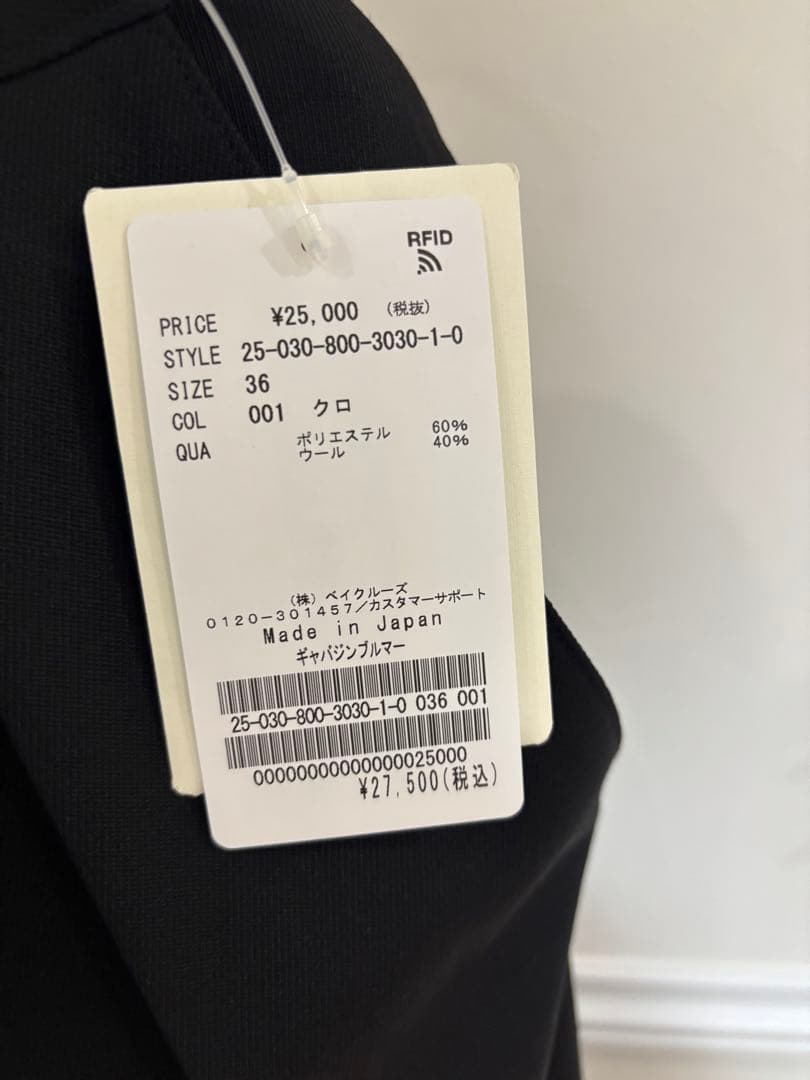 RFID
PRICE ¥25,000 (税抜)
STYLE 25-030-800-3030-1-0
SIZE 36
COL 001 クロ
QUA ポリエステル 60%
ウール 40%
(株)ベイクルーズ
0120-301457/カスタマーサポート
Made in Japan
ギャバジンブルマー
25-030-800-3030-1-0 036 001
00000000000000025000
¥27,500(税込)